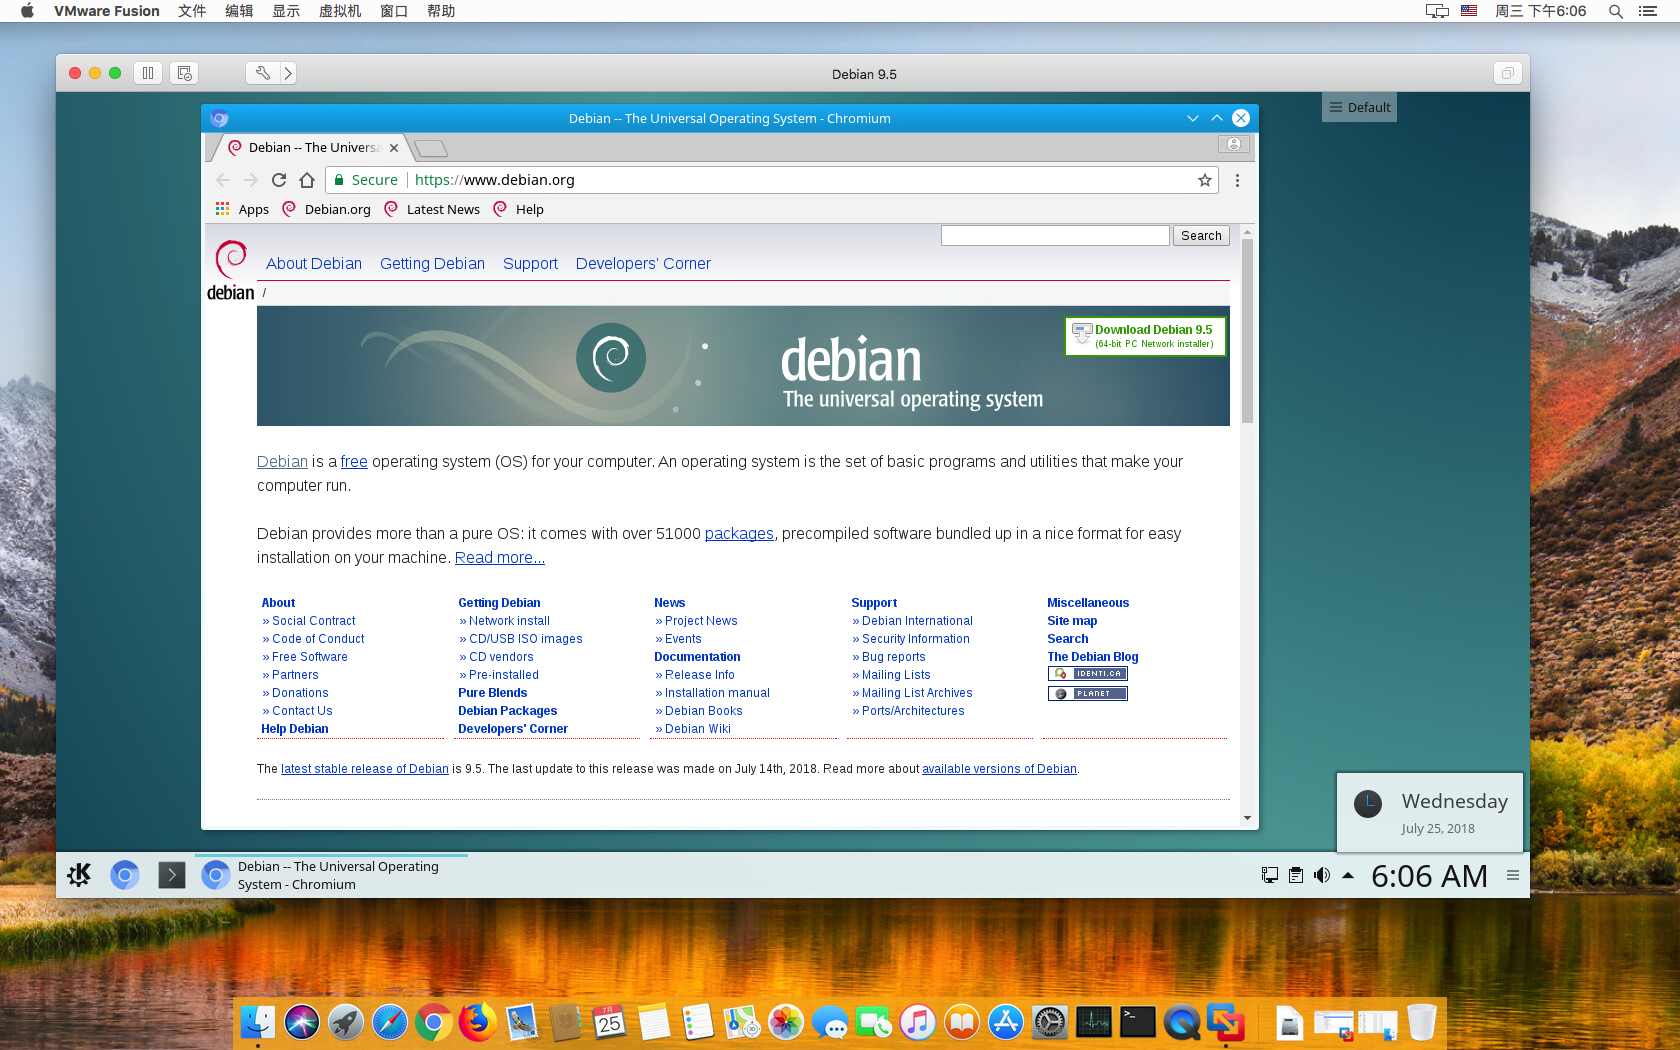 VMware Fusion 文件 编辑 显示 虚拟机 窗口 帮助 周三 下午6:06
Debian 9.5
Default
Debian -- The Universal Operating System - Chromium
Debian -- The Universa
Secure https://www.debian.org
Apps Debian.org Latest News Help
Search
About Debian Getting Debian Support Developers' Corner
debian /
Download Debian 9.5
(64-bit PC Network installer)
debian
The universal operating system
Debian is a free operating system (OS) for your computer. An operating system is the set of basic programs and utilities that make your
computer run.
Debian provides more than a pure OS: it comes with over 51000 packages, precompiled software bundled up in a nice format for easy
installation on your machine. Read more...
About
» Social Contract
» Code of Conduct
» Free Software
» Partners
» Donations
» Contact Us
Help Debian
Getting Debian
» Network install
» CD/USB ISO images
» CD vendors
» Pre-installed
Pure Blends
Debian Packages
Developers' Corner
News
» Project News
» Events
Documentation
» Release Info
» Installation manual
» Debian Books
» Debian Wiki
Support
» Debian International
» Security Information
» Bug reports
» Mailing Lists
» Mailing List Archives
» Ports/Architectures
Miscellaneous
Site map
Search
The Debian Blog
IDENTI.CA
PLANET
The latest stable release of Debian is 9.5. The last update to this release was made on July 14th, 2018. Read more about available versions of Debian.
Wednesday
July 25, 2018
Debian -- The Universal Operating
System - Chromium
6:06 AM
7月
25